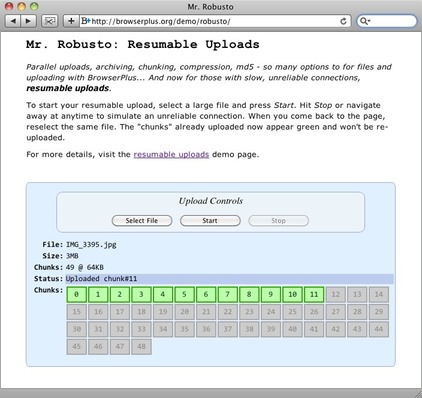 Mr. Robusto
http://browserplus.org/demo/robusto/
Mr. Robusto: Resumable Uploads
Parallel uploads, archiving, chunking, compression, md5 - so many options to for files and
uploading with BrowserPlus... And now for those with slow, unreliable connections,
resumable uploads.
To start your resumable upload, select a large file and press Start. Hit Stop or navigate
away at anytime to simulate an unreliable connection. When you come back to the page,
reselect the same file. The "chunks" already uploaded now appear green and won't be re-
uploaded.
For more details, visit the resumable uploads demo page.
Upload Controls
Select File Start Stop
File: IMG_3395.jpg
Size: 3MB
Chunks: 49 @ 64KB
Status: Uploaded chunk#11
Chunks: 0 1 2 3 4 5 6 7 8 9 10 11 12 13 14
15 16 17 18 19 20 21 22 23 24 25 26 27 28 29
30 31 32 33 34 35 36 37 38 39 40 41 42 43 44
45 46 47 48